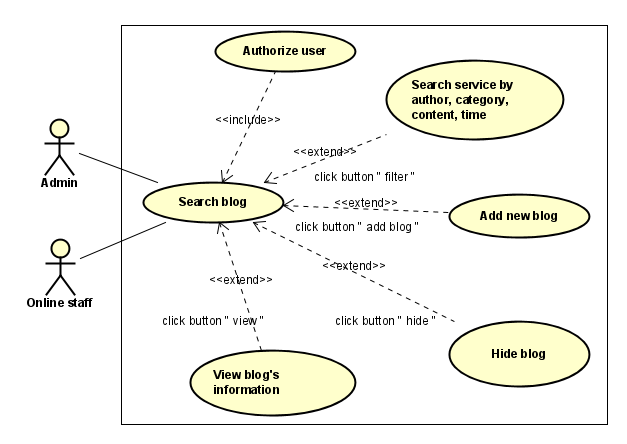 Authorize user
Search service by
author, category,
content, time
<<include>>
<<extend>>
click button " filter "
Admin
Search blog
<<extend>>
Add new blog
click button " add blog "
Online staff
<<extend>>
<<extend>>
click button " view "
click button " hide "
Hide blog
View blog's
information